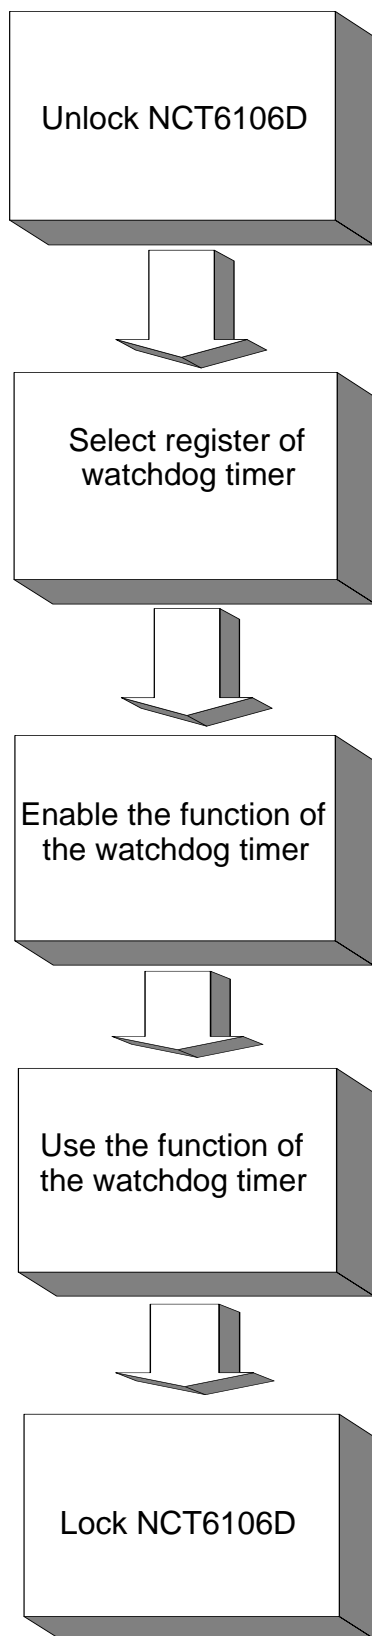 Unlock NCT6106D
Select register of
watchdog timer
Enable the function of
the watchdog timer
Use the function of
the watchdog timer
Lock NCT6106D